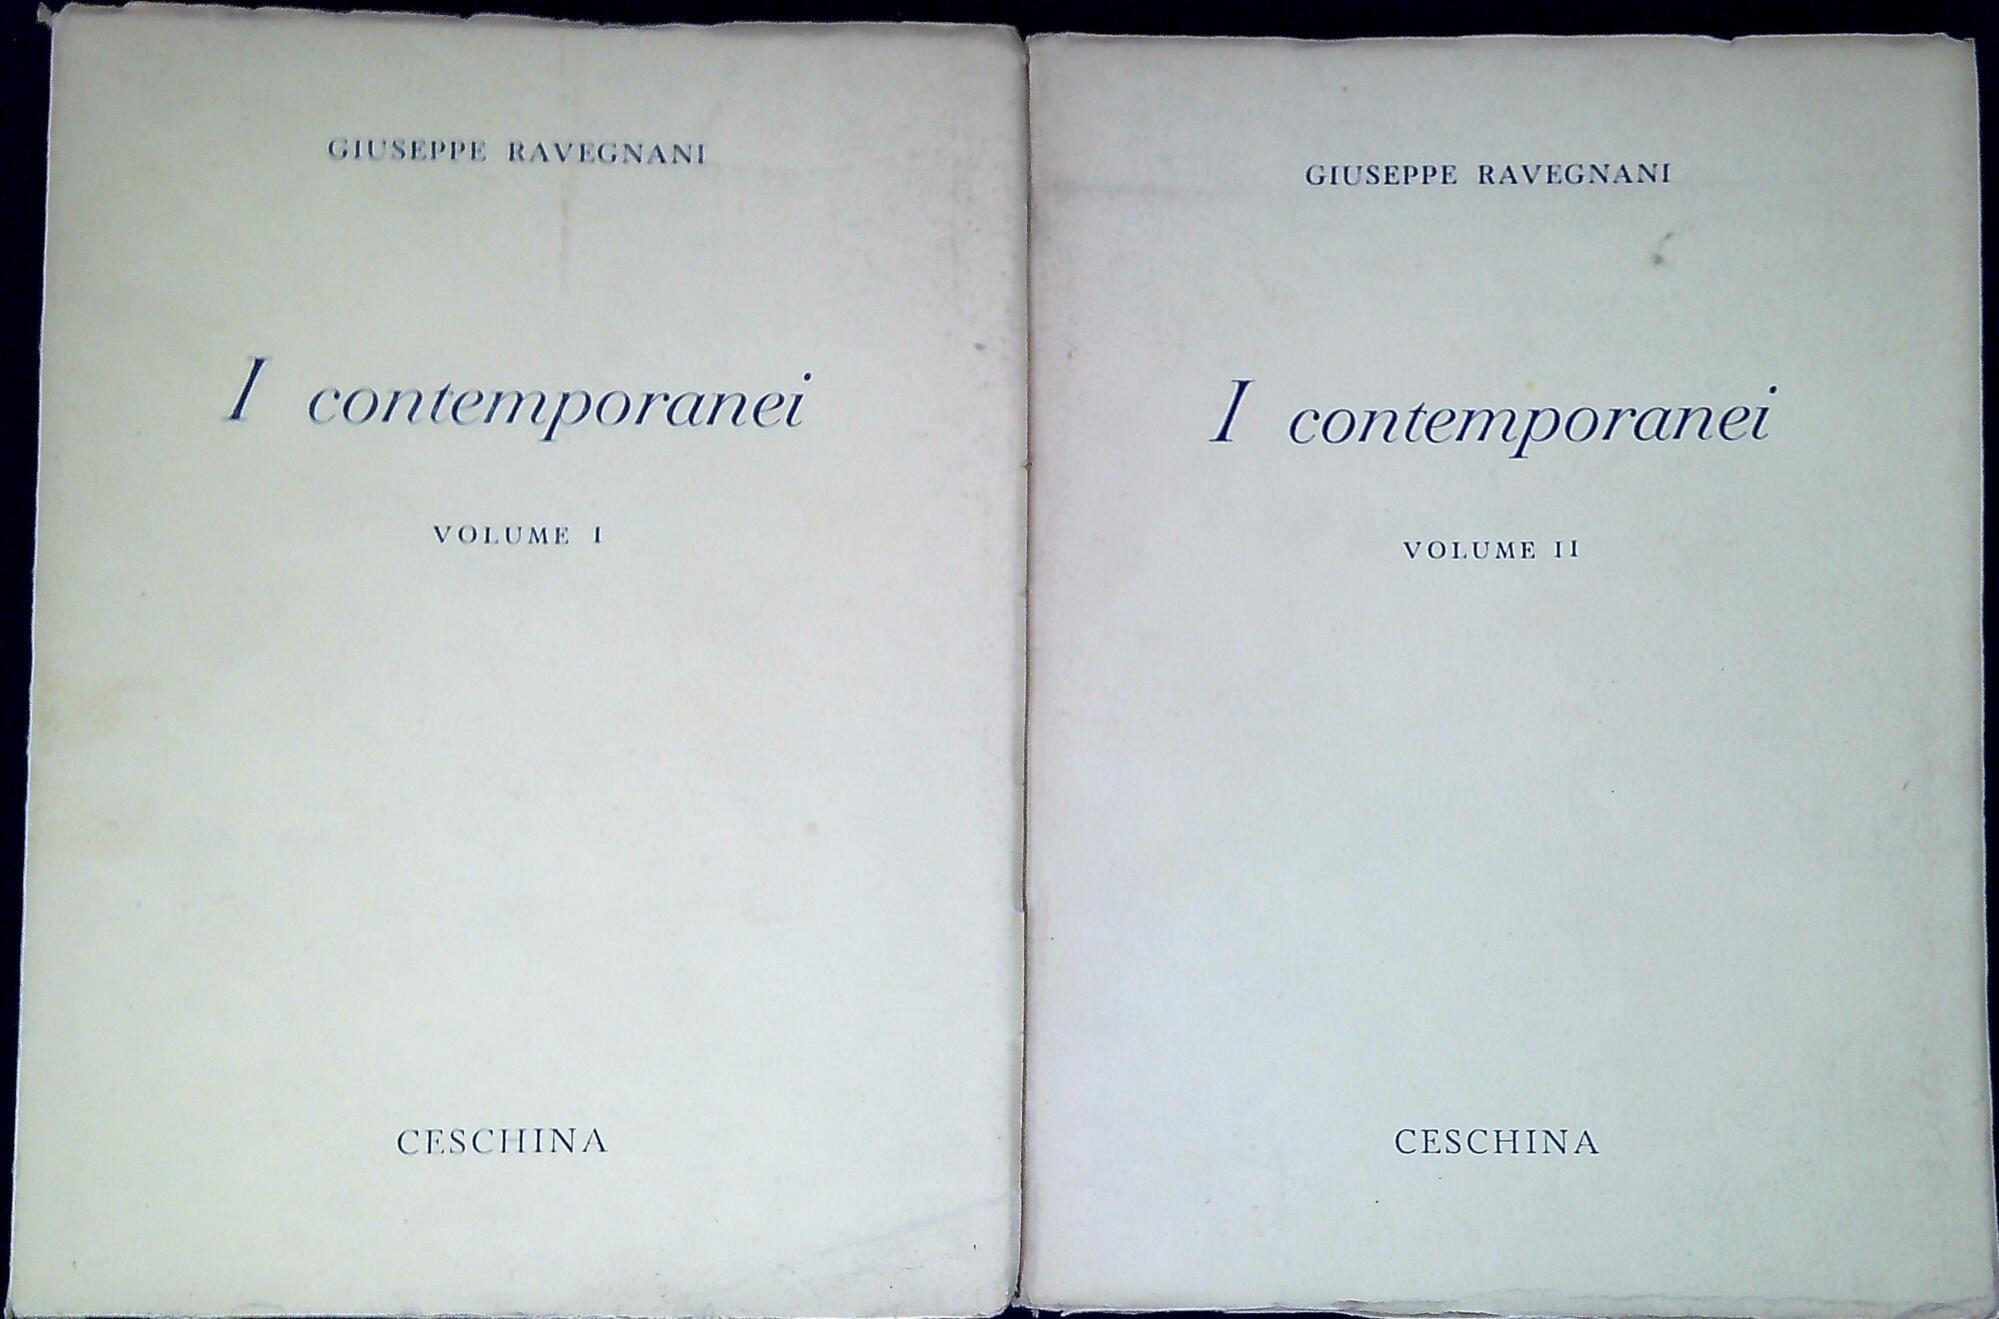 GIUSEPPE RAVEGNANI
I contemporanei
VOLUME I
CESCHINA
GIUSEPPE RAVEGNANI
I contemporanei
VOLUME II
CESCHINA